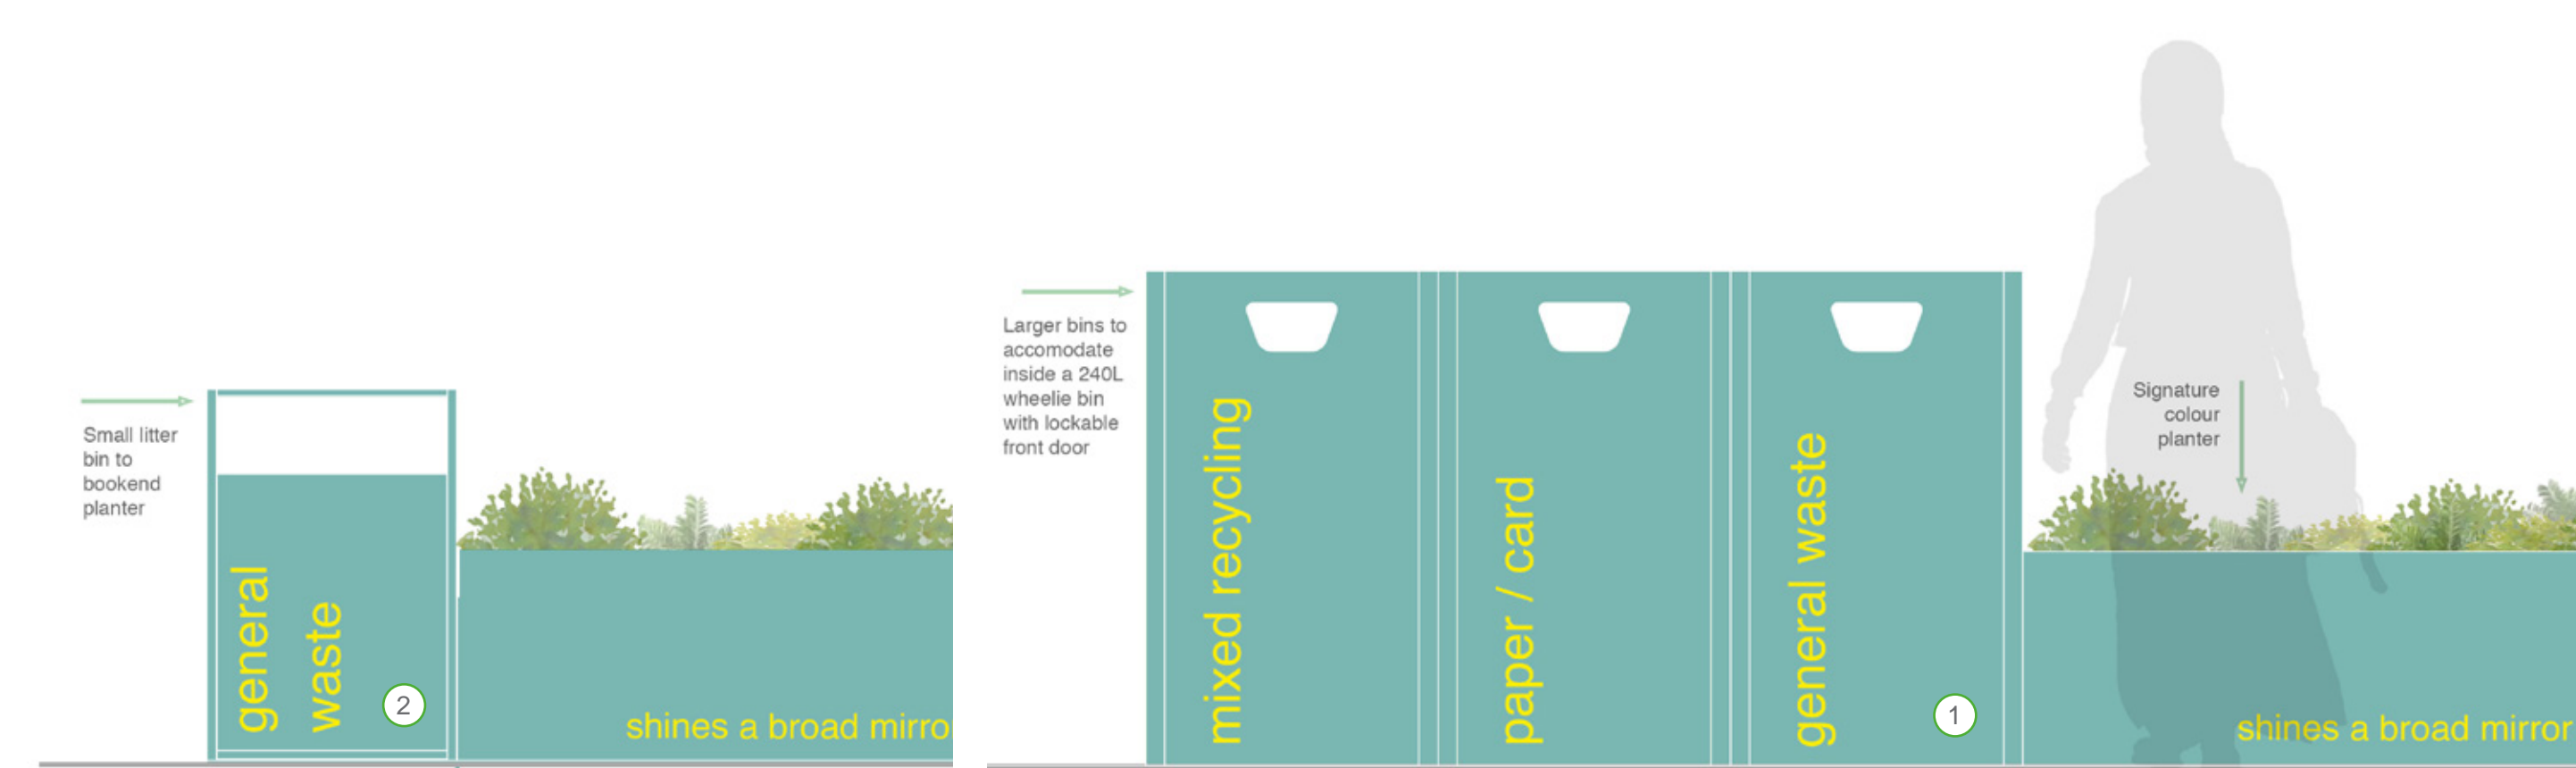 Small litter
bin to
bookend
planter
general
waste
2
shines a broad mirro
Larger bins to
accomodate
inside a 240L
wheelie bin
with lockable
front door
mixed recycling
paper / card
general waste
1
Signature
colour
planter
shines a broad mirror